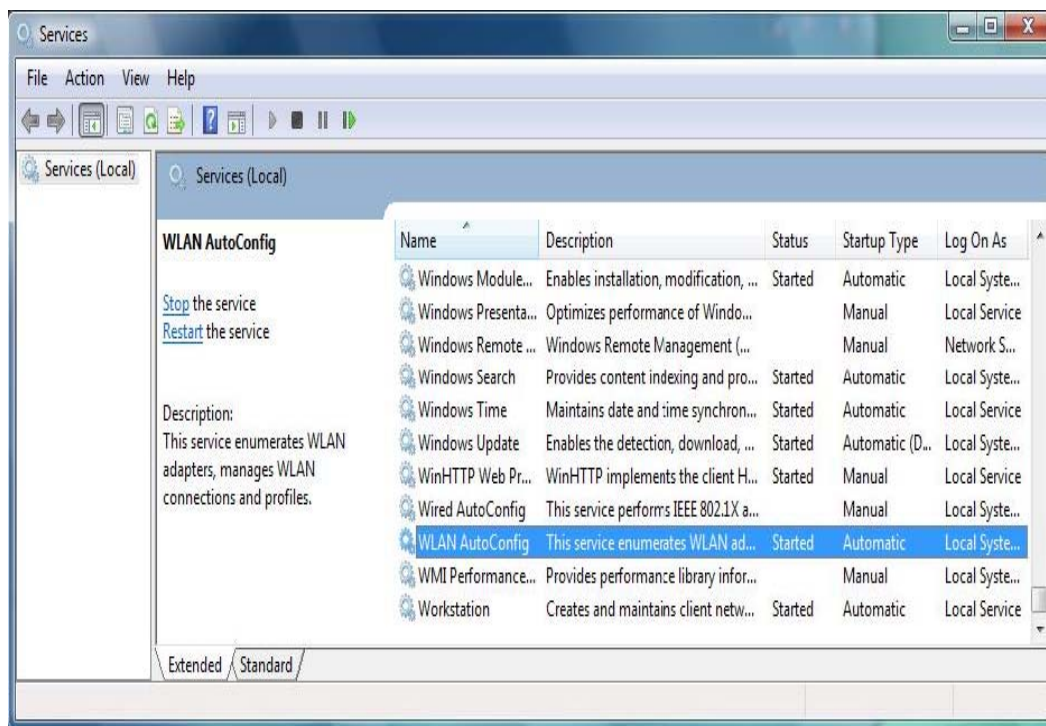 Services
File Action View Help
Services (Local)
Services (Local)
WLAN AutoConfig
Stop the service
Restart the service
Description:
This service enumerates WLAN
adapters, manages WLAN
connections and profiles.
Name Description Status Startup Type Log On As
Windows Module... Enables installation, modification, ... Started Automatic Local Syste...
Windows Presenta... Optimizes performance of Windo... Manual Local Service
Windows Remote ... Windows Remote Management (... Manual Network S...
Windows Search Provides content indexing and pro... Started Automatic Local Syste...
Windows Time Maintains date and time synchron... Started Automatic Local Service
Windows Update Enables the detection, download, ... Started Automatic (D... Local Syste...
WinHTTP Web Pr... WinHTTP implements the client H... Started Manual Local Service
Wired AutoConfig This service performs IEEE 802.1X a... Manual Local Syste...
WLAN AutoConfig This service enumerates WLAN ad... Started Automatic Local Syste...
WMI Performance... Provides performance library infor... Manual Local Syste...
Workstation Creates and maintains client netw... Started Automatic Local Service
Extended Standard